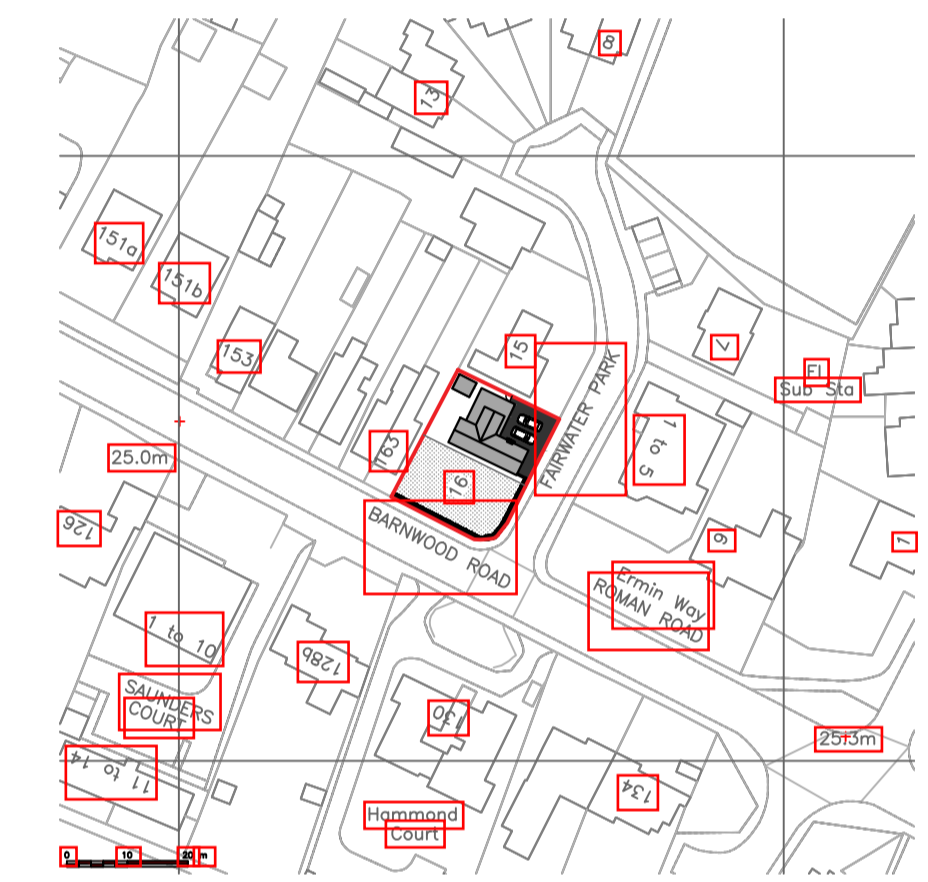 8
13
151a
151b
153
15
7
El
Sub Sta
FAIRWATER PARK
1 to 5
163
25.0m
16
126
BARNWOOD ROAD
9
1
Ermin Way
ROMAN ROAD
1 to 10
128b
SAUNDERS
COURT
130
25.3m
11 to 14
134
Hammond
Court
0 10 20 m